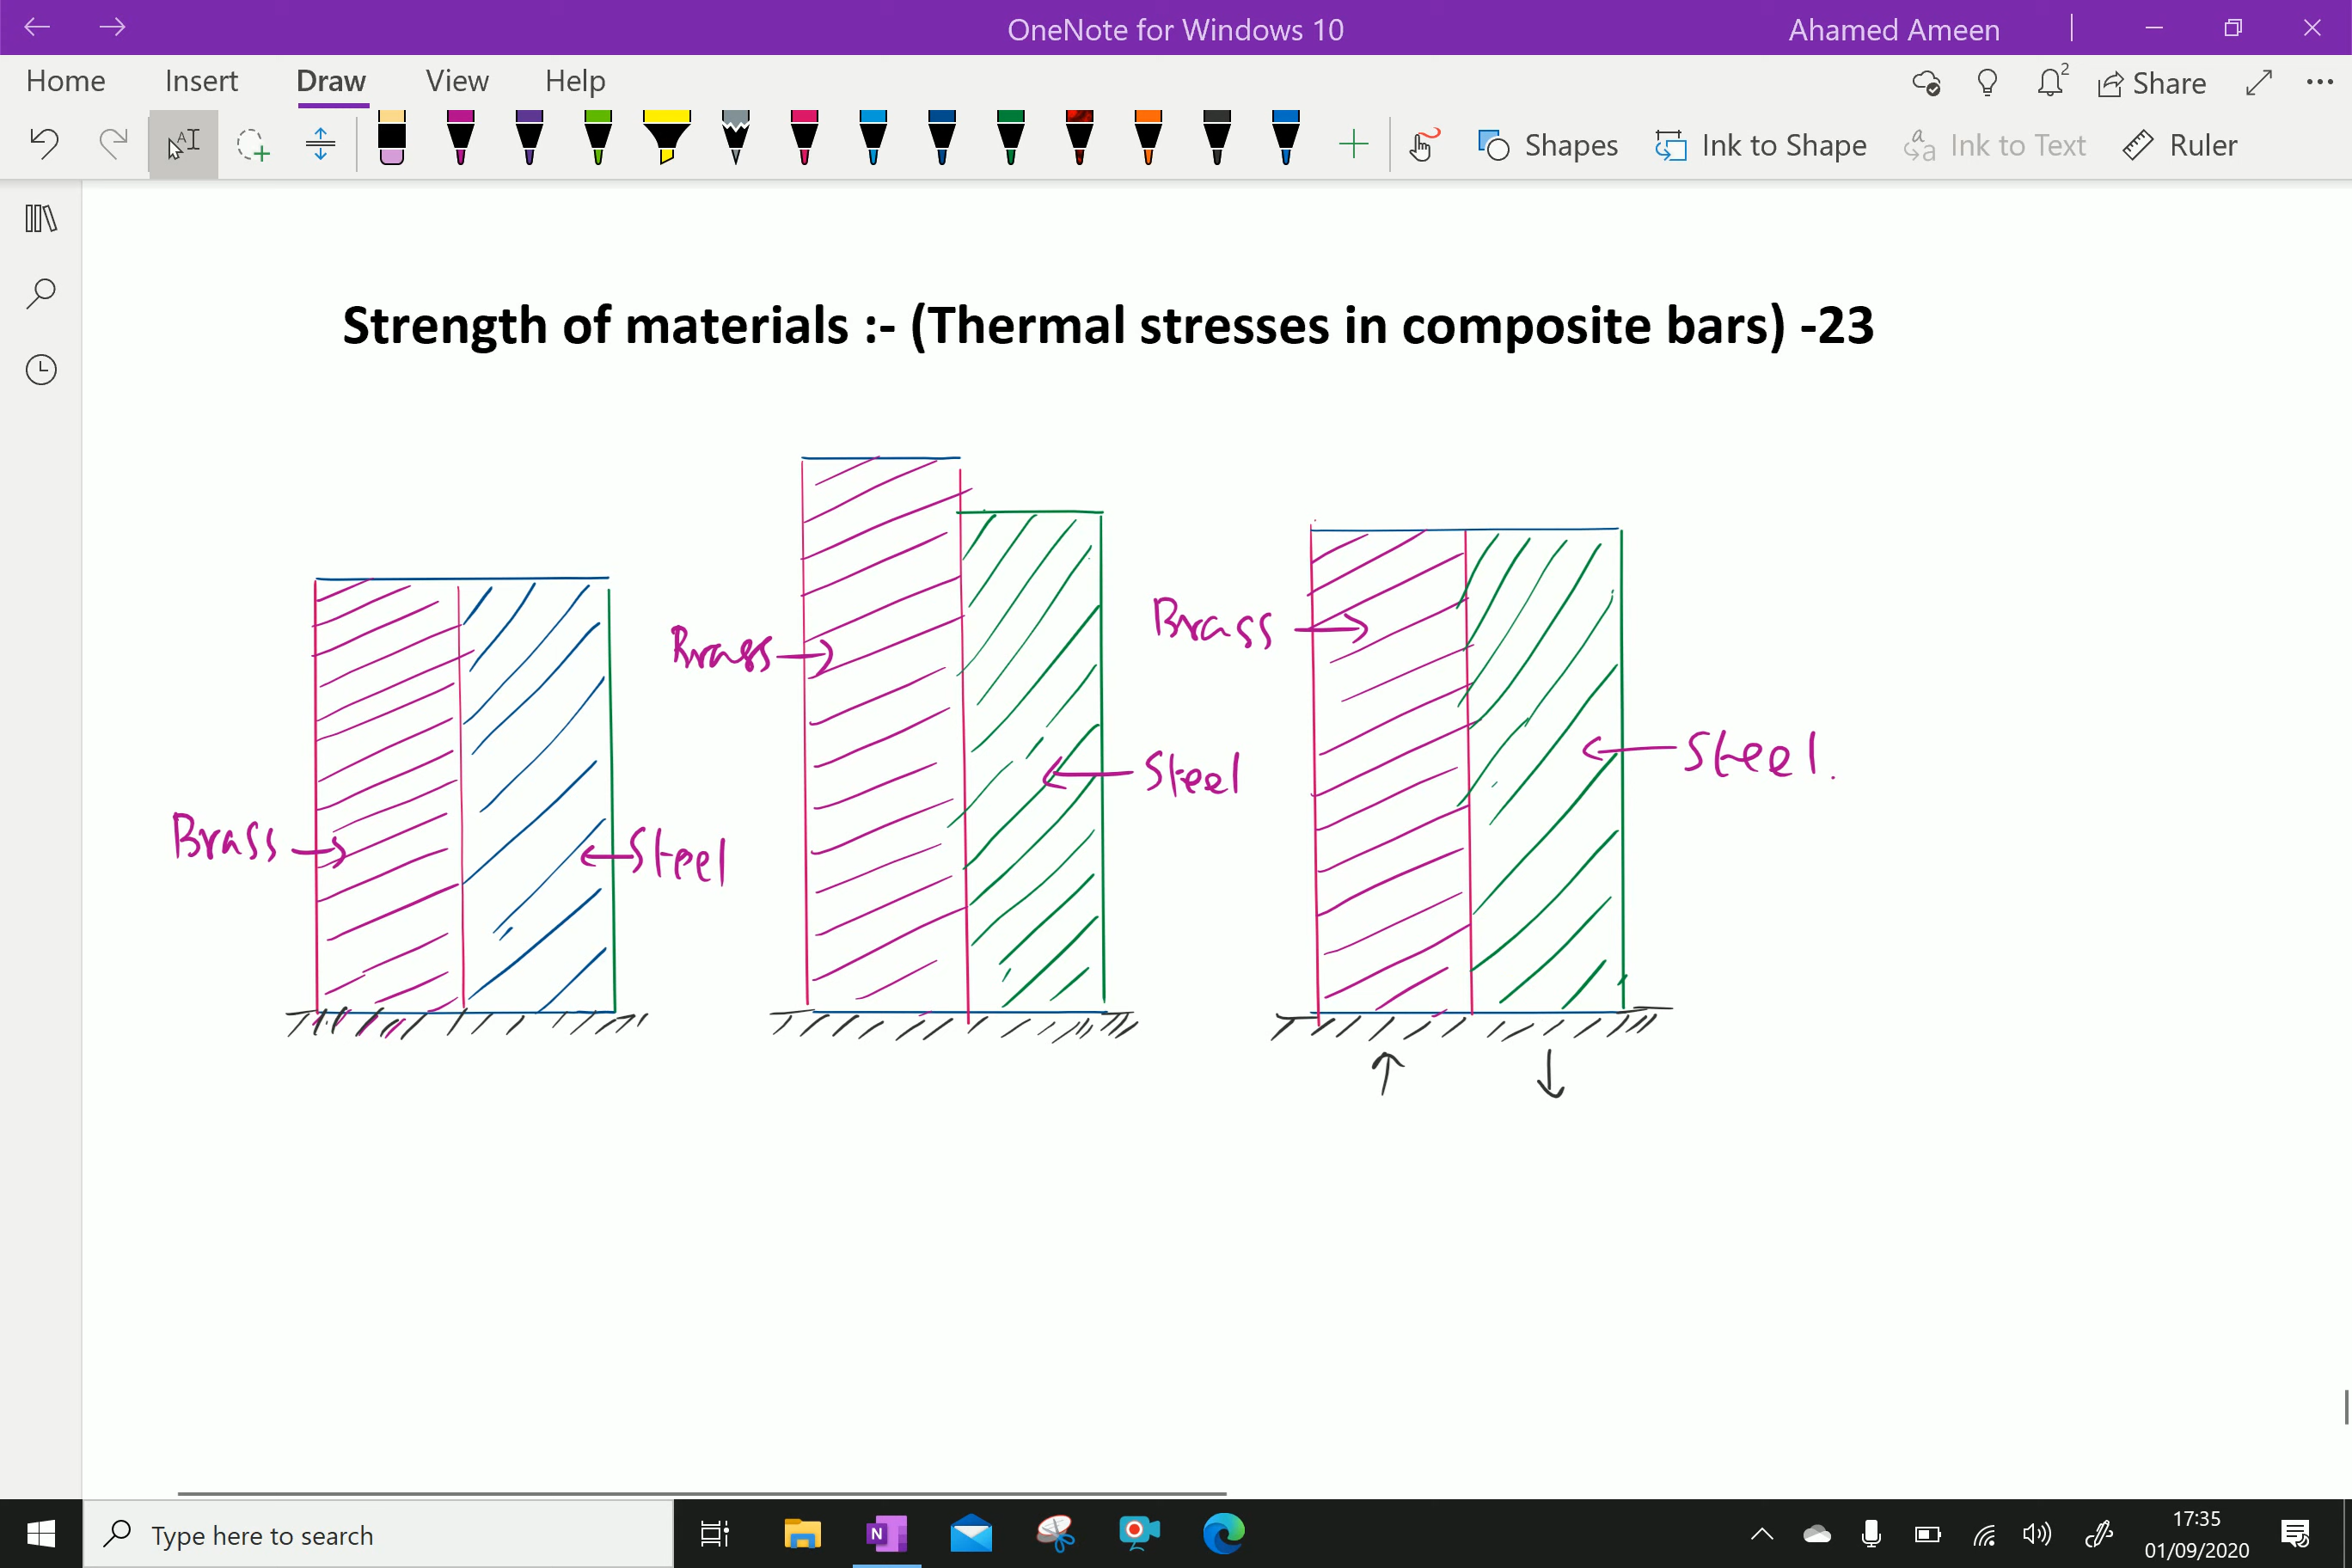 OneNote for Windows 10
Ahamed Ameen
Home Insert Draw View Help
2
Share
AI
Shapes Ink to Shape Ink to Text Ruler
Strength of materials :- (Thermal stresses in composite bars) -23
Brass
Brass
Brass
Steel.
Steel
Steel
Type here to search
N
17:35
01/09/2020